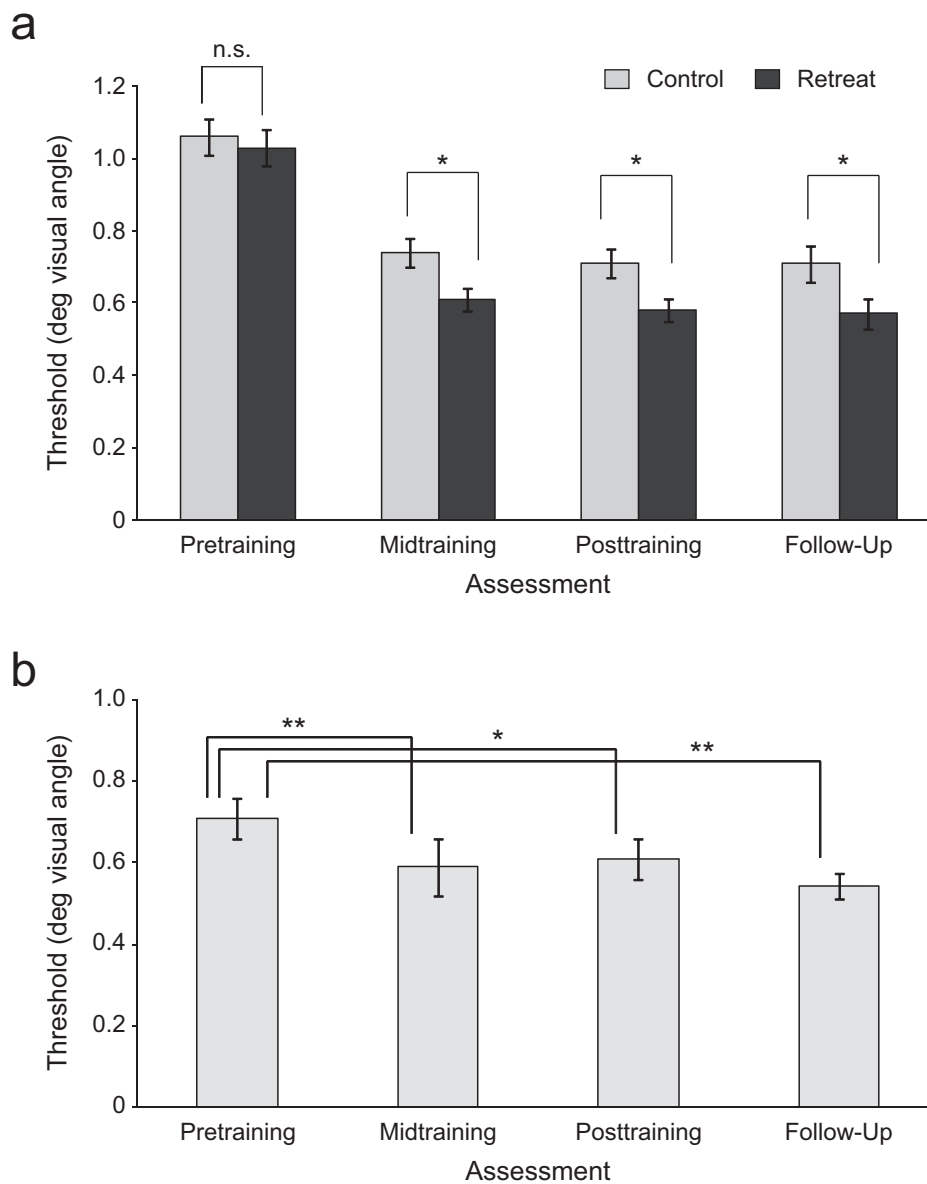 a
n.s.
Control Retreat
1.2
1.0
0.8
0.6
0.4
0.2
0
* * *
Threshold (deg visual angle)
Pretraining Midtraining Posttraining Follow-Up
Assessment
b
1.0
0.8
0.6
0.4
0.2
0
** * **
Threshold (deg visual angle)
Pretraining Midtraining Posttraining Follow-Up
Assessment